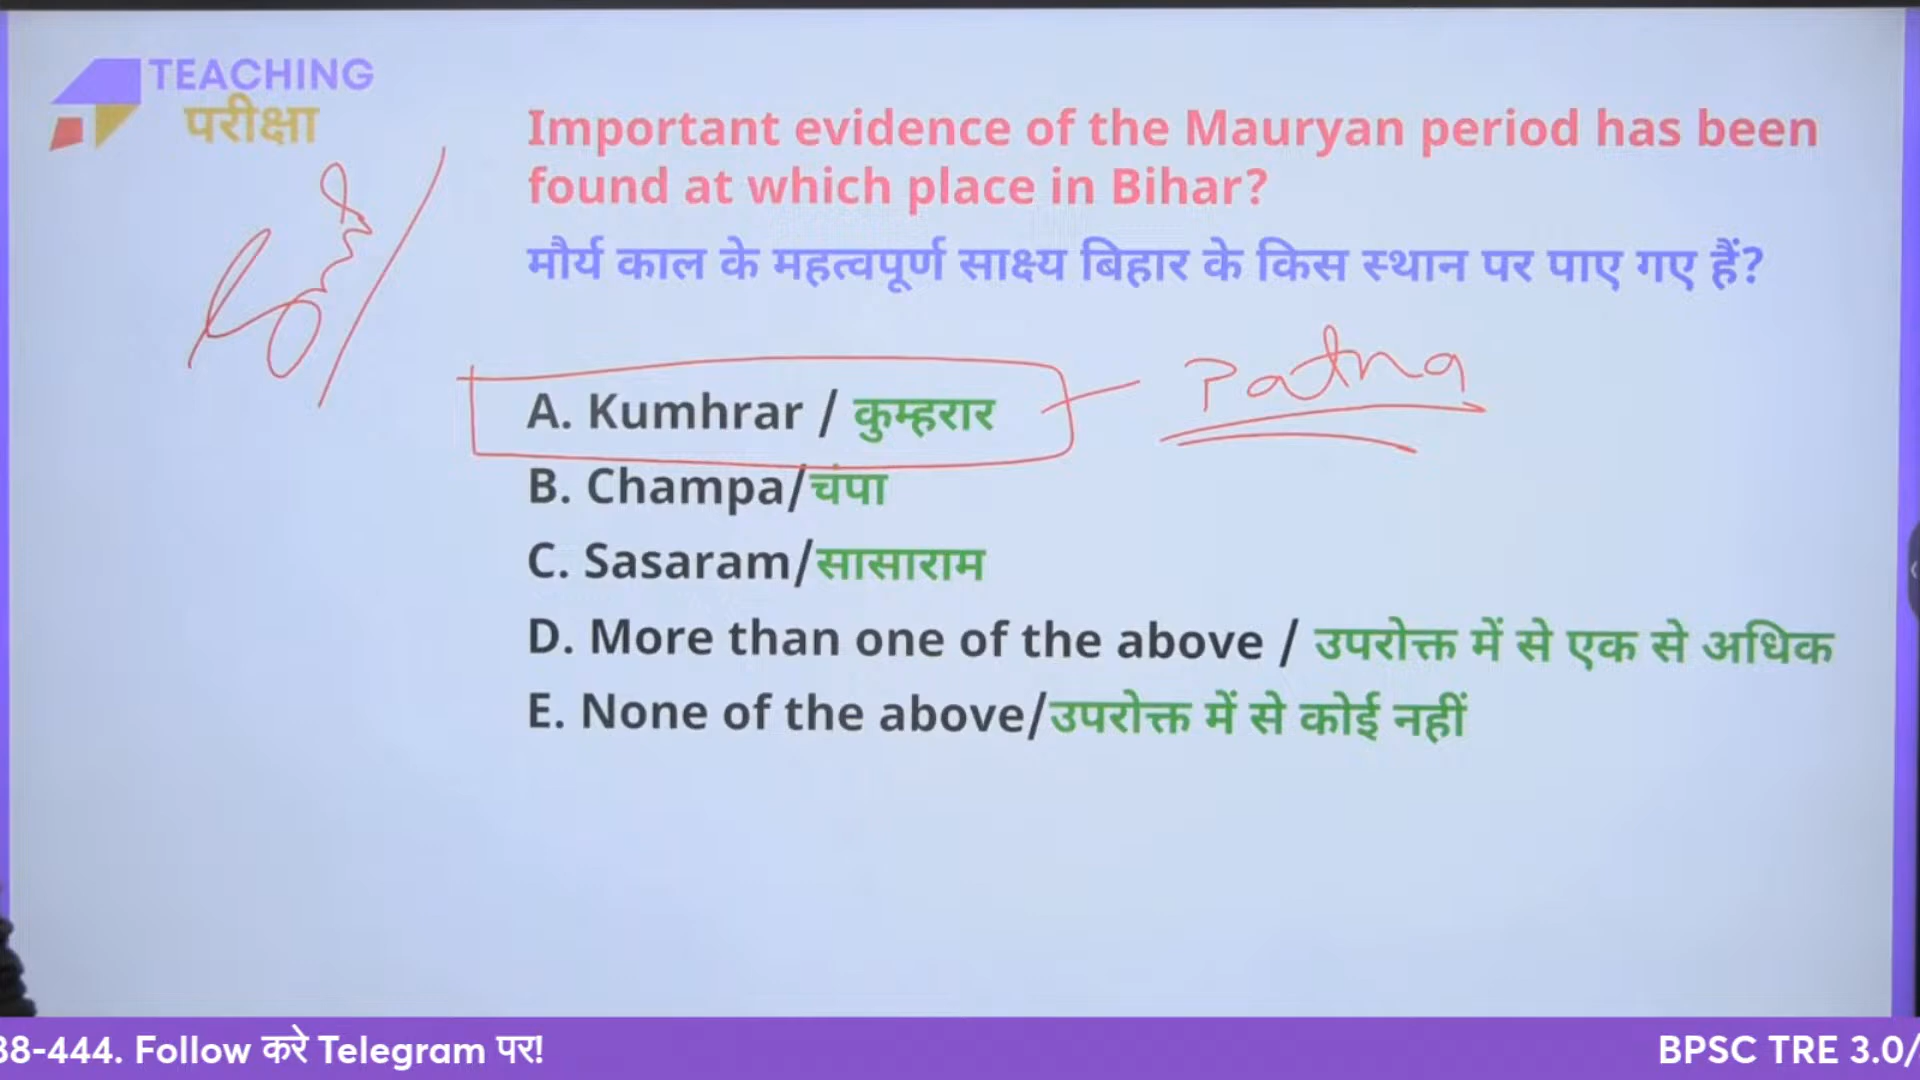 TEACHING
परीक्षा
Important evidence of the Mauryan period has been
found at which place in Bihar?
मौर्य काल के महत्वपूर्ण साक्ष्य बिहार के किस स्थान पर पाए गए हैं?
A. Kumhrar / कुम्हरार
Patna
B. Champa/चंपा
C. Sasaram/सासाराम
D. More than one of the above / उपरोक्त में से एक से अधिक
E. None of the above/उपरोक्त में से कोई नहीं
38-444. Follow करे Telegram पर!
BPSC TRE 3.0/